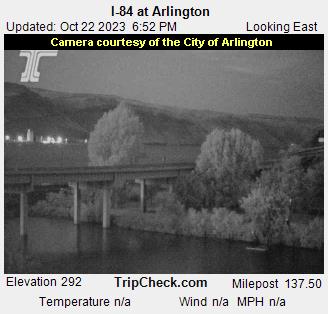 I-84 at Arlington
Updated: Oct 22 2023 6:52 PM Looking East
Camera courtesy of the City of Arlington
Elevation 292 TripCheck.com Milepost 137.50
Temperature n/a Wind n/a MPH n/a